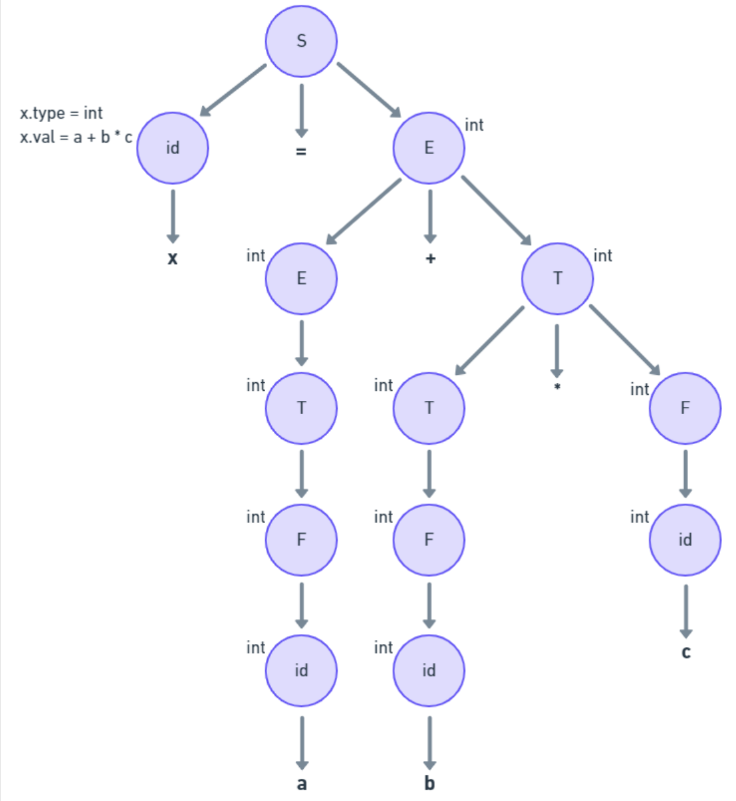 S
x.type = int
x.val = a + b * c
id
=
E
int
x
int
E
+
T
int
int
T
int
T
*
int
F
int
F
int
F
int
id
int
id
int
id
c
a
b